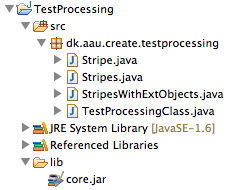 TestProcessing
src
dk.aau.create.testprocessing
Stripe.java
Stripes.java
StripesWithExtObjects.java
TestProcessingClass.java
JRE System Library [JavaSE-1.6]
Referenced Libraries
lib
core.jar